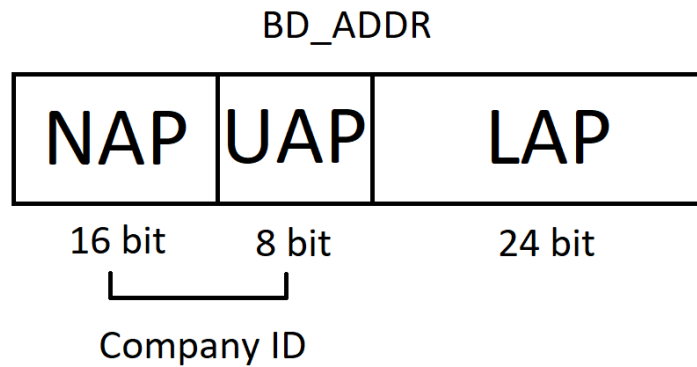 BD_ADDR
NAP UAP LAP
16 bit 8 bit 24 bit
Company ID